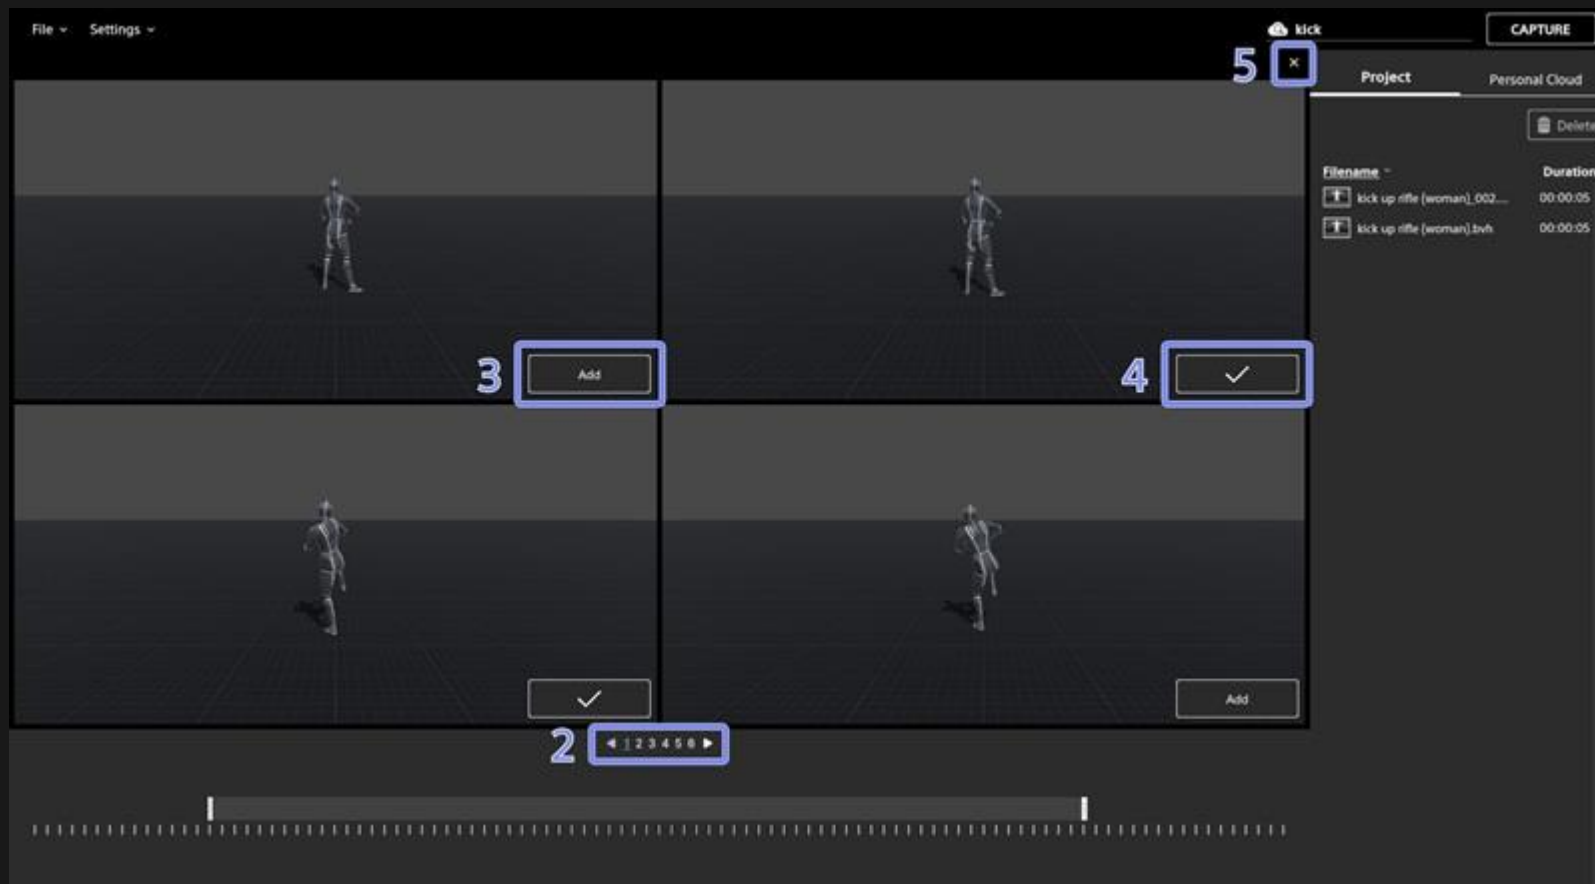 File Settings kick CAPTURE
5 ×
Project Personal Cloud
Delete
Filename Duration
kick up rifle (woman)_002.... 00:00:05
kick up rifle (woman).bvh 00:00:05
3 Add
4
Add
2 1 2 3 4 5 6